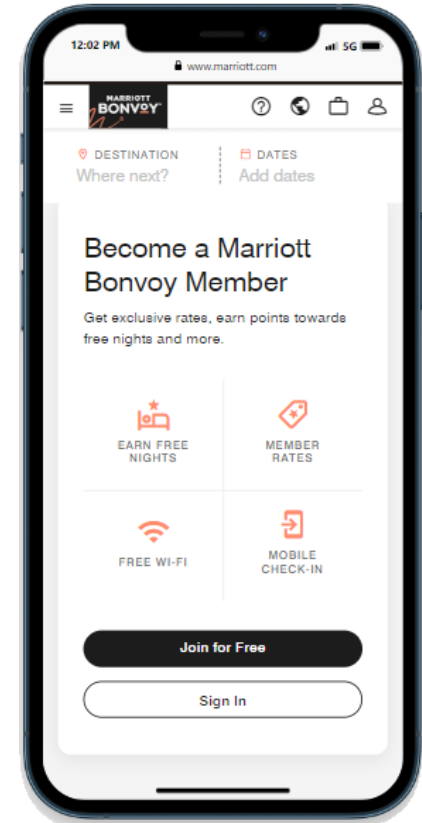 12:02 PM
5G
www.marriott.com
MARRIOTT
BONVOY
DESTINATION
DATES
Where next?
Add dates
Become a Marriott
Bonvoy Member
Get exclusive rates, earn points towards
free nights and more.
EARN FREE
NIGHTS
MEMBER
RATES
FREE WI-FI
MOBILE
CHECK-IN
Join for Free
Sign In